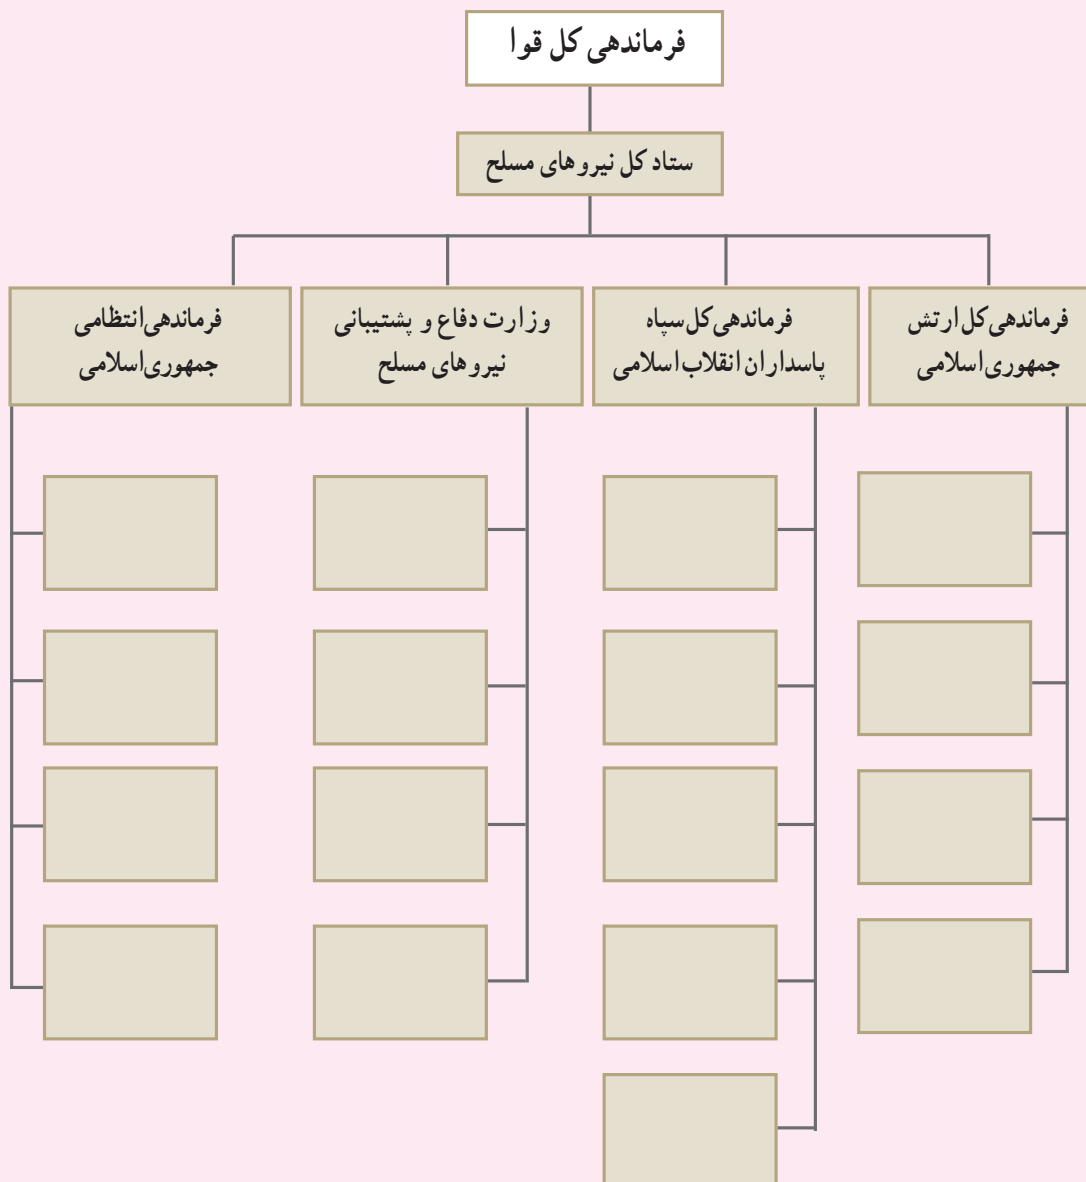 فرماندهی کل قوا
ستاد کل نیروهای مسلح
فرماندهی کل ارتش
جمهوری اسلامی
فرماندهی کل سپاه
پاسداران انقلاب اسلامی
وزارت دفاع و پشتیبانی
نیروهای مسلح
فرماندهی انتظامی
جمهوری اسلامی